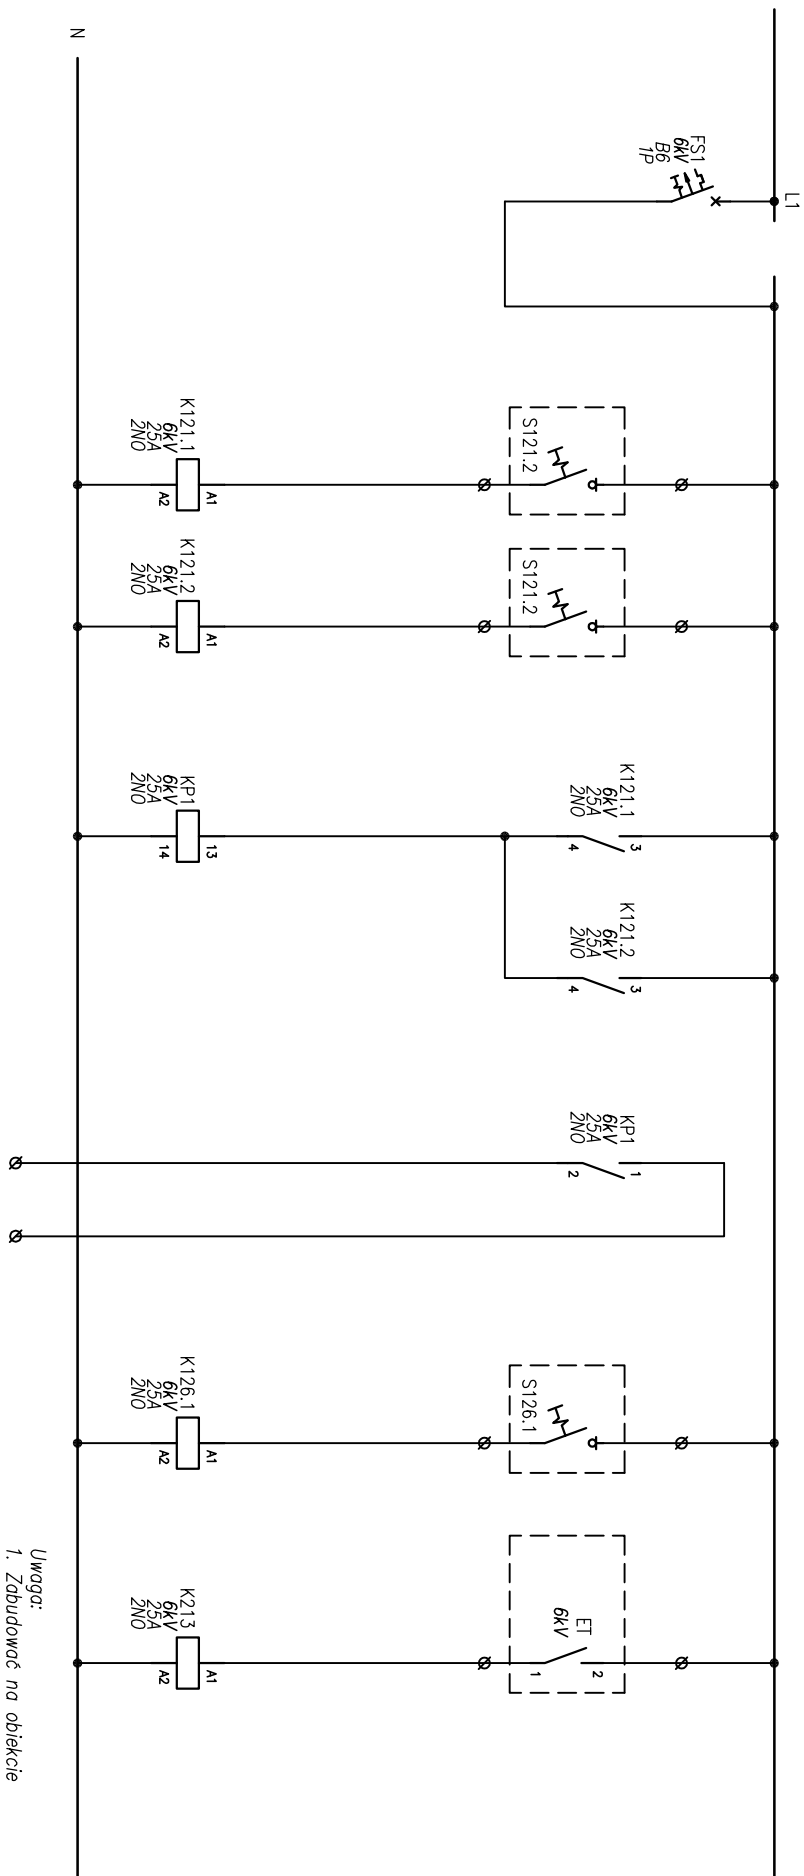 L1
N
FS1
6kV
B6
1P
K121.1
6kV
25A
2NO
A1
A2
S121.2
K121.2
6kV
25A
2NO
A1
A2
S121.2
KP1
6kV
25A
2NO
13
14
K121.1
6kV
25A
2NO
3
4
K121.2
6kV
25A
2NO
3
4
KP1
6kV
25A
2NO
1
2
K126.1
6kV
25A
2NO
A1
A2
S126.1
K213
6kV
25A
2NO
A1
A2
ET
6kV
2
1
Uwaga:
1. Zabudować na obiekcie